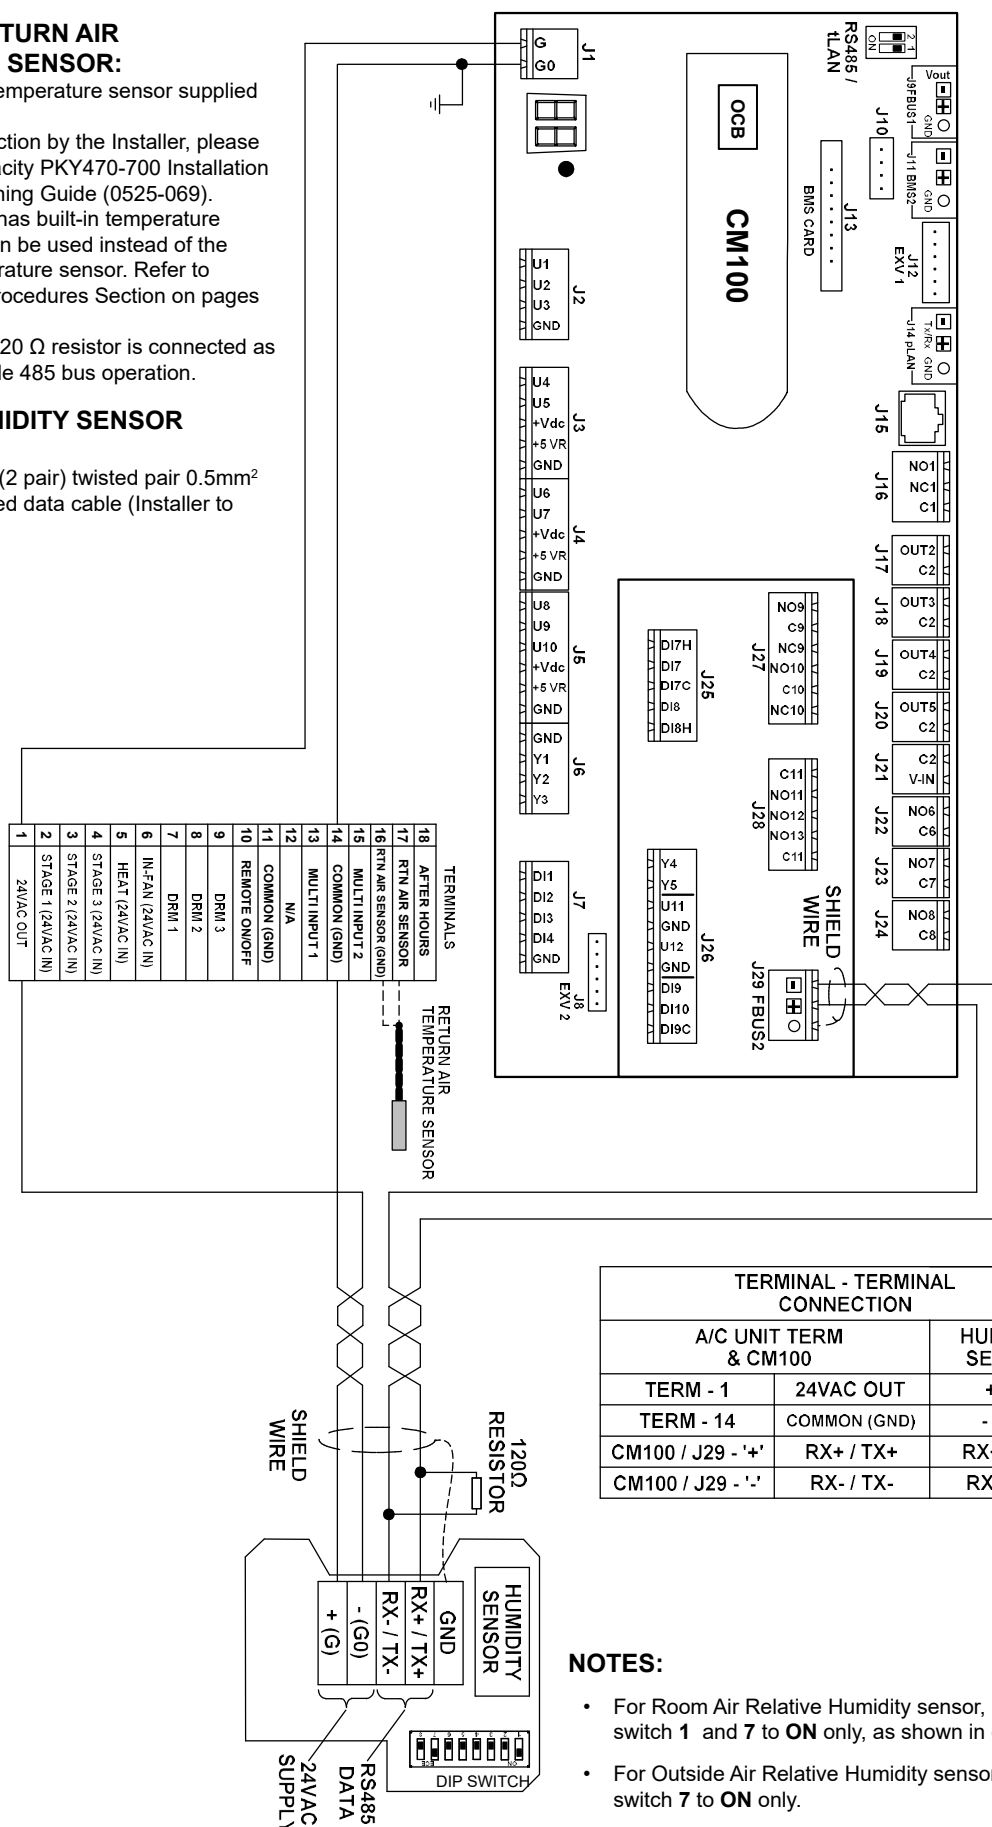 TURN AIR
SENSOR:
emperature sensor supplied
ction by the Installer, please
acity PKY470-700 Installation
ning Guide (0525-069).
has built-in temperature
n be used instead of the
rature sensor. Refer to
rocedures Section on pages
20 Ω resistor is connected as
le 485 bus operation.
MIDITY SENSOR
(2 pair) twisted pair 0.5mm²
ed data cable (Installer to
G
G0
J1
OCB
CM100
RS485 /
tLAN
ON
1 2
J9FBUS1
Vout
GND
J10
J11 BMS2
GND
J13
BMS CARD
J12
EXV 1
J14 pLAN
Tx/Rx
GND
J15
U1
U2
U3
GND
J2
U4
U5
+Vdc
+5 VR
GND
J3
U6
U7
+Vdc
+5 VR
GND
J4
U8
U9
U10
+Vdc
+5 VR
GND
J5
GND
Y1
Y2
Y3
J6
DI1
DI2
DI3
DI4
GND
J7
J8
EXV 2
NO1
NC1
C1
J16
OUT2
C2
J17
OUT3
C2
J18
OUT4
C2
J19
OUT5
C2
J20
C2
V-IN
J21
NO6
C6
J22
NO7
C7
J23
NO8
C8
J24
DI7H
DI7
DI7C
DI8
DI8H
J25
NO9
C9
NC9
NO10
C10
NC10
J27
C11
NO11
NO12
NO13
C11
J28
Y4
Y5
U11
GND
U12
GND
DI9
DI10
DI9C
J26
SHIELD
WIRE
J29 FBUS2
TERMINALS
18 AFTER HOURS
17 RTN AIR SENSOR
16 RTN AIR SENSOR (GND)
15 MULTI INPUT 2
14 COMMON (GND)
13 MULTI INPUT 1
12 N/A
11 COMMON (GND)
10 REMOTE ON/OFF
9 DRM 3
8 DRM 2
7 DRM 1
6 IN-FAN (24VAC IN)
5 HEAT (24VAC IN)
4 STAGE 3 (24VAC IN)
3 STAGE 2 (24VAC IN)
2 STAGE 1 (24VAC IN)
1 24VAC OUT
RETURN AIR
TEMPERATURE SENSOR
TERMINAL - TERMINAL
CONNECTION
A/C UNIT TERM
& CM100
HU
SE
TERM - 1 24VAC OUT +
TERM - 14 COMMON (GND) -
CM100 / J29 - '+' RX+ / TX+ RX
CM100 / J29 - '-' RX- / TX- RX
SHIELD
WIRE
120Ω
RESISTOR
HUMIDITY
SENSOR
GND
RX+ / TX+
RX- / TX-
- (G0)
+ (G)
DIP SWITCH
RS485
DATA
24VAC
SUPPLY
NOTES:
• For Room Air Relative Humidity sensor,
switch 1 and 7 to ON only, as shown in
• For Outside Air Relative Humidity sensor
switch 7 to ON only.